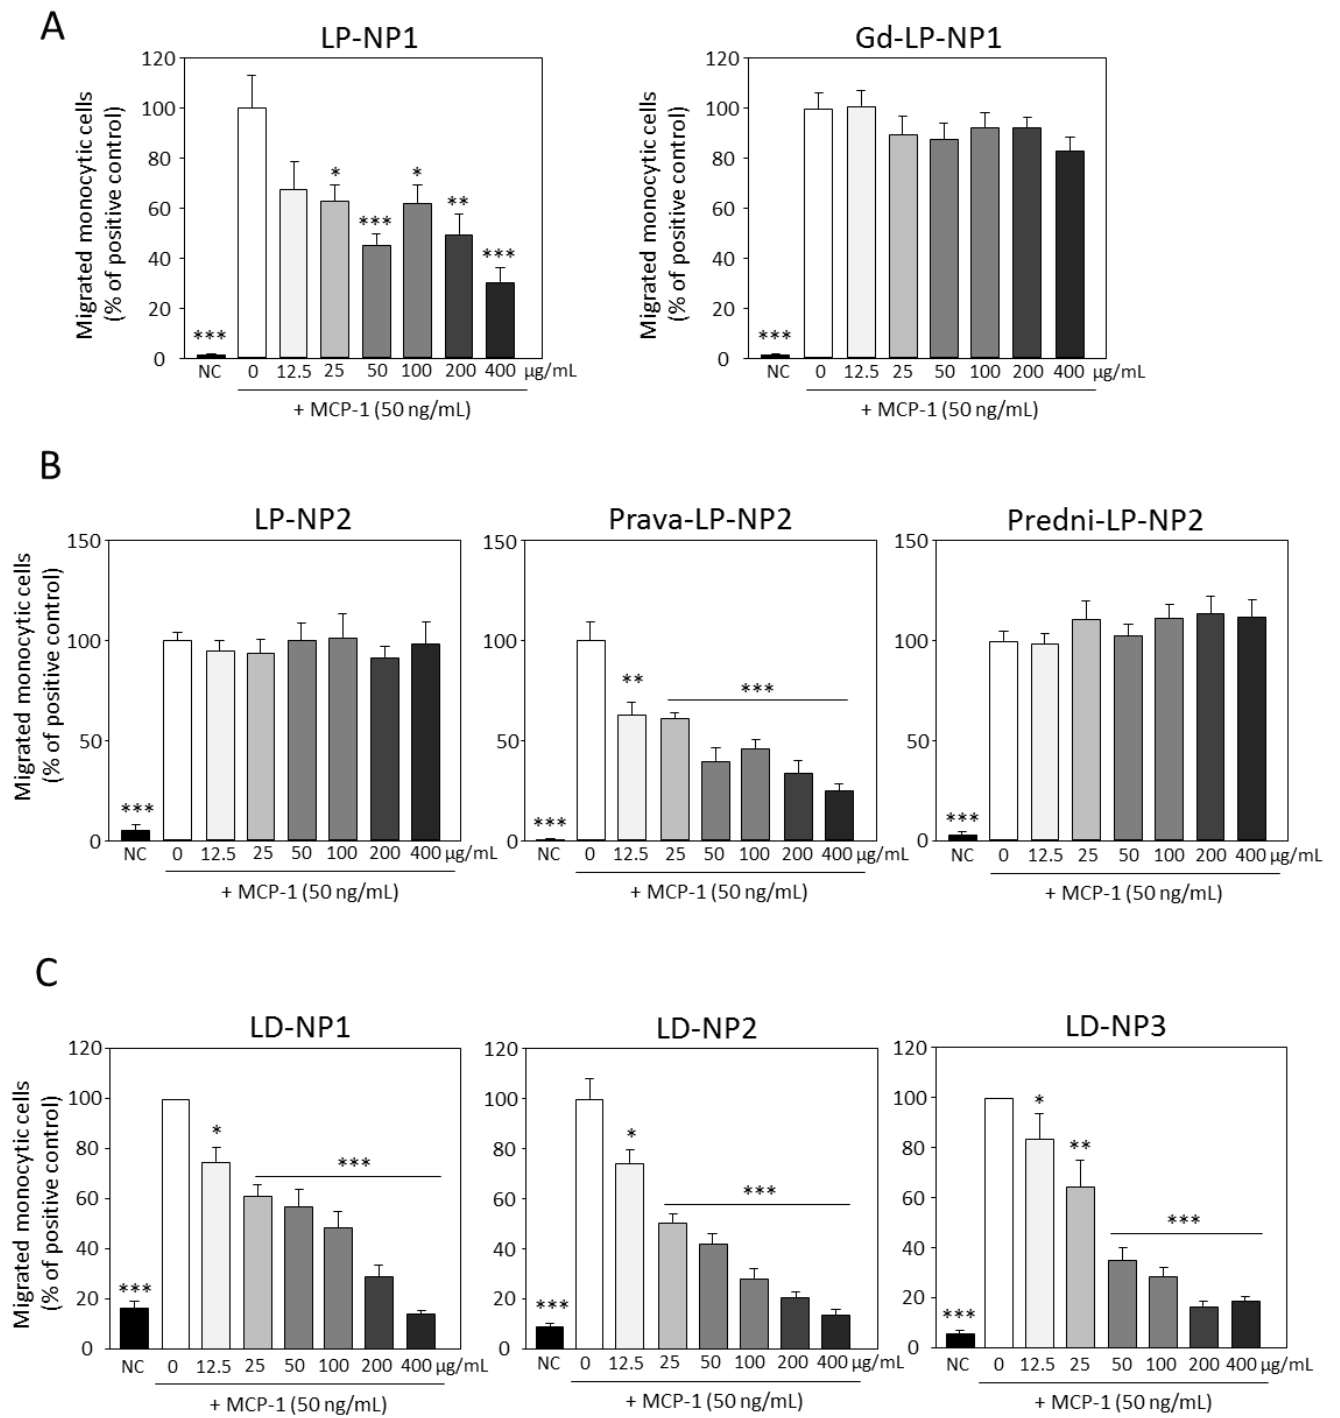 A
LP-NP1
Gd-LP-NP1
Migrated monocytic cells
(% of positive control)
120
100
80
60
40
20
0
***
*
***
*
**
***
NC 0 12.5 25 50 100 200 400 µg/mL
+ MCP-1 (50 ng/mL)
Migrated monocytic cells
(% of positive control)
120
100
80
60
40
20
0
***
NC 0 12.5 25 50 100 200 400 µg/mL
+ MCP-1 (50 ng/mL)
B
LP-NP2
Prava-LP-NP2
Predni-LP-NP2
Migrated monocytic cells
(% of positive control)
150
100
50
0
***
NC 0 12.5 25 50 100 200 400 µg/mL
+ MCP-1 (50 ng/mL)
150
100
50
0
***
**
***
NC 0 12.5 25 50 100 200 400 µg/mL
+ MCP-1 (50 ng/mL)
150
100
50
0
***
NC 0 12.5 25 50 100 200 400 µg/mL
+ MCP-1 (50 ng/mL)
C
LD-NP1
LD-NP2
LD-NP3
Migrated monocytic cells
(% of positive control)
120
100
80
60
40
20
0
***
*
***
NC 0 12.5 25 50 100 200 400 µg/mL
+ MCP-1 (50 ng/mL)
120
100
80
60
40
20
0
***
*
***
NC 0 12.5 25 50 100 200 400 µg/mL
+ MCP-1 (50 ng/mL)
120
100
80
60
40
20
0
***
*
**
***
NC 0 12.5 25 50 100 200 400 µg/mL
+ MCP-1 (50 ng/mL)